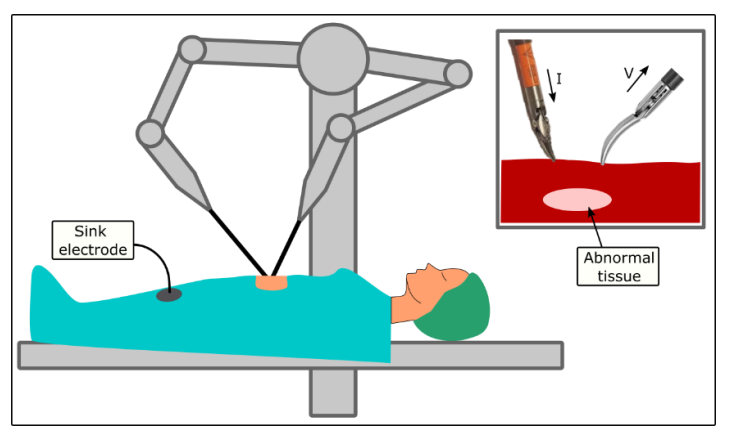 I
V
Sink
electrode
Abnormal
tissue